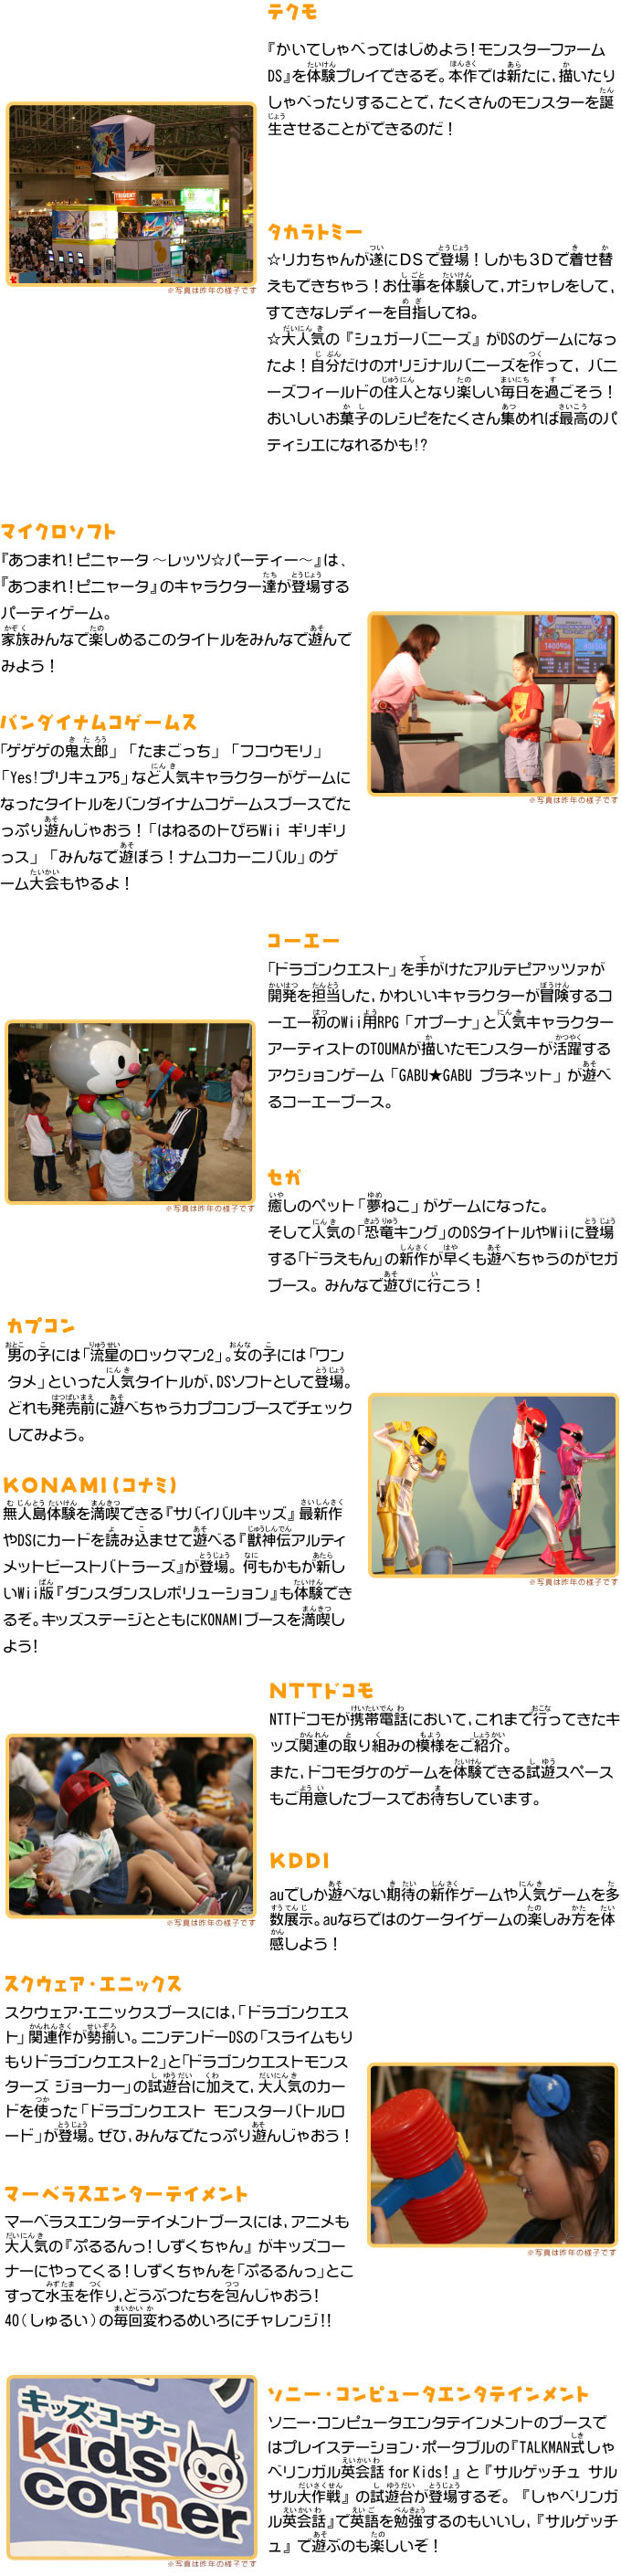 テクモ
『かいてしゃべってはじめよう！モンスターファーム
DS』を体験プレイできるぞ。本作では新たに，描いたり
しゃべったりすることで，たくさんのモンスターを誕
生させることができるのだ！
※写真は昨年の様子です
タカラトミー
☆リカちゃんが遂にＤＳで登場！しかも３Ｄで着せ替
えもできちゃう！お仕事を体験して，オシャレをして，
すてきなレディーを目指してね。
☆大人気の『シュガーバニーズ』がDSのゲームになっ
たよ！自分だけのオリジナルバニーズを作って，バニ
ーズフィールドの住人となり楽しい毎日を過ごそう！
おいしいお菓子のレシピをたくさん集めれば最高のパ
ティシエになれるかも!?
マイクロソフト
『あつまれ！ピニャータ 〜レッツ☆パーティー〜』は、
『あつまれ！ピニャータ』のキャラクター達が登場する
パーティゲーム。
家族みんなで楽しめるこのタイトルをみんなで遊んで
みよう！
※写真は昨年の様子です
バンダイナムコゲームス
「ゲゲゲの鬼太郎」「たまごっち」「フコウモリ」
「Yes!プリキュア5」など人気キャラクターがゲームに
なったタイトルをバンダイナムコゲームスブースでた
っぷり遊んじゃおう！「はねるのトびらWii ギリギリ
っス」「みんなで遊ぼう！ナムコカーニバル」のゲ
ーム大会もやるよ！
コーエー
「ドラゴンクエスト」を手がけたアルテピアッツァが
開発を担当した，かわいいキャラクターが冒険するコ
ーエー初のWii用RPG「オプーナ」と人気キャラクター
アーティストのTOUMAが描いたモンスターが活躍する
アクションゲーム「GABU★GABU プラネット」が遊べ
るコーエーブース。
※写真は昨年の様子です
セガ
癒しのペット「夢ねこ」がゲームになった。
そして人気の「恐竜キング」のDSタイトルやWiiに登場
する「ドラえもん」の新作が早くも遊べちゃうのがセガ
ブース。みんなで遊びに行こう！
カプコン
男の子には「流星のロックマン2」。女の子には「ワン
タメ」といった人気タイトルが，DSソフトとして登場。
どれも発売前に遊べちゃうカプコンブースでチェック
してみよう。
KONAMI(コナミ)
無人島体験を満喫できる『サバイバルキッズ』最新作
やDSにカードを読み込ませて遊べる『獣神伝アルティ
メットビーストバトラーズ』が登場。何もかもが新し
いWii版『ダンスダンスレボリューション』も体験でき
るぞ。キッズステージとともにKONAMIブースを満喫し
よう!
※写真は昨年の様子です
NTTドコモ
NTTドコモが携帯電話において，これまで行ってきたキ
ッズ関連の取り組みの模様をご紹介。
また，ドコモダケのゲームを体験できる試遊スペース
もご用意したブースでお待ちしています。
※写真は昨年の様子です
KDDI
auでしか遊べない期待の新作ゲームや人気ゲームを多
数展示。auならではのケータイゲームの楽しみ方を体
感しよう！
スクウェア・エニックス
スクウェア・エニックスブースには，「ドラゴンクエス
ト」関連作が勢揃い。ニンテンドーDSの「スライムもり
もりドラゴンクエスト2」と「ドラゴンクエストモンス
ターズ ジョーカー」の試遊台に加えて，大人気のカー
ドを使った「ドラゴンクエスト モンスターバトルロ
ード」が登場。ぜひ，みんなでたっぷり遊んじゃおう！
※写真は昨年の様子です
マーベラスエンターテイメント
マーベラスエンターテイメントブースには，アニメも
大人気の『ぷるるんっ！しずくちゃん』がキッズコー
ナーにやってくる！しずくちゃんを「ぷるるんっ」とこ
すって水玉を作り，どうぶつたちを包んじゃおう！
40（しゅるい）の毎回変わるめいろにチャレンジ!!
キッズコーナー
kids'
corner
※写真は昨年の様子です
ソニー・コンピュータエンタテインメント
ソニー・コンピュータエンタテインメントのブースで
はプレイステーション・ポータブルの『TALKMAN式しゃ
べリンガル英会話 for Kids!』と『サルゲッチュ サル
サル大作戦』の試遊台が登場するぞ。『しゃべリンガ
ル英会話』で英語を勉強するのもいいし，『サルゲッチ
ュ』で遊ぶのも楽しいぞ！